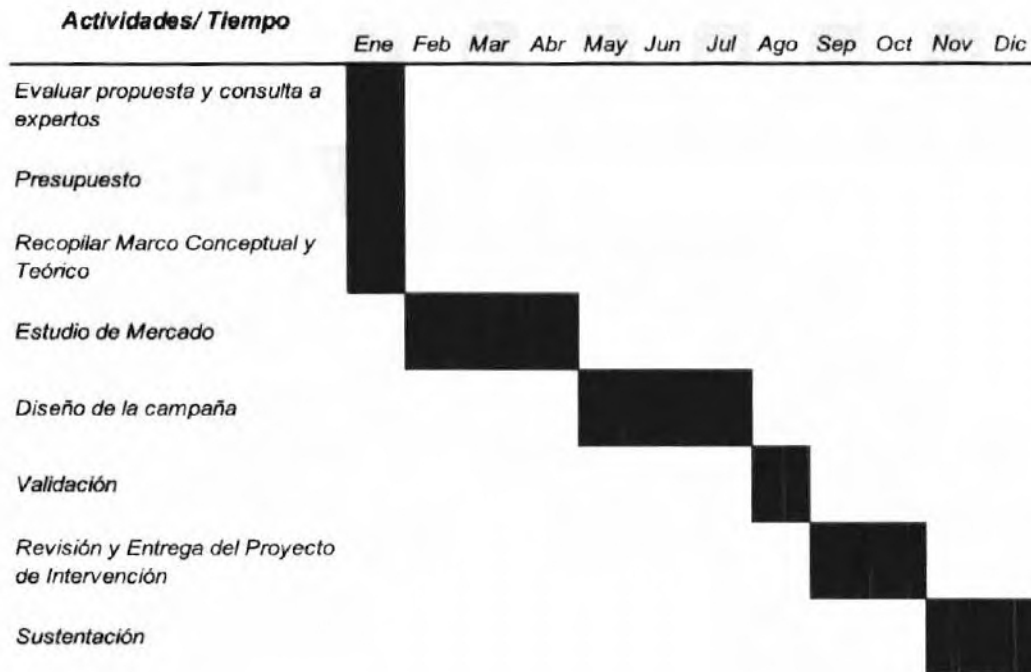 Actividades/ Tiempo
Ene Feb Mar Abr May Jun Jul Ago Sep Oct Nov Dic
Evaluar propuesta y consulta a
expertos
Presupuesto
Recopilar Marco Conceptual y
Teórico
Estudio de Mercado
Diseño de la campaña
Validación
Revisión y Entrega del Proyecto
de Intervención
Sustentación